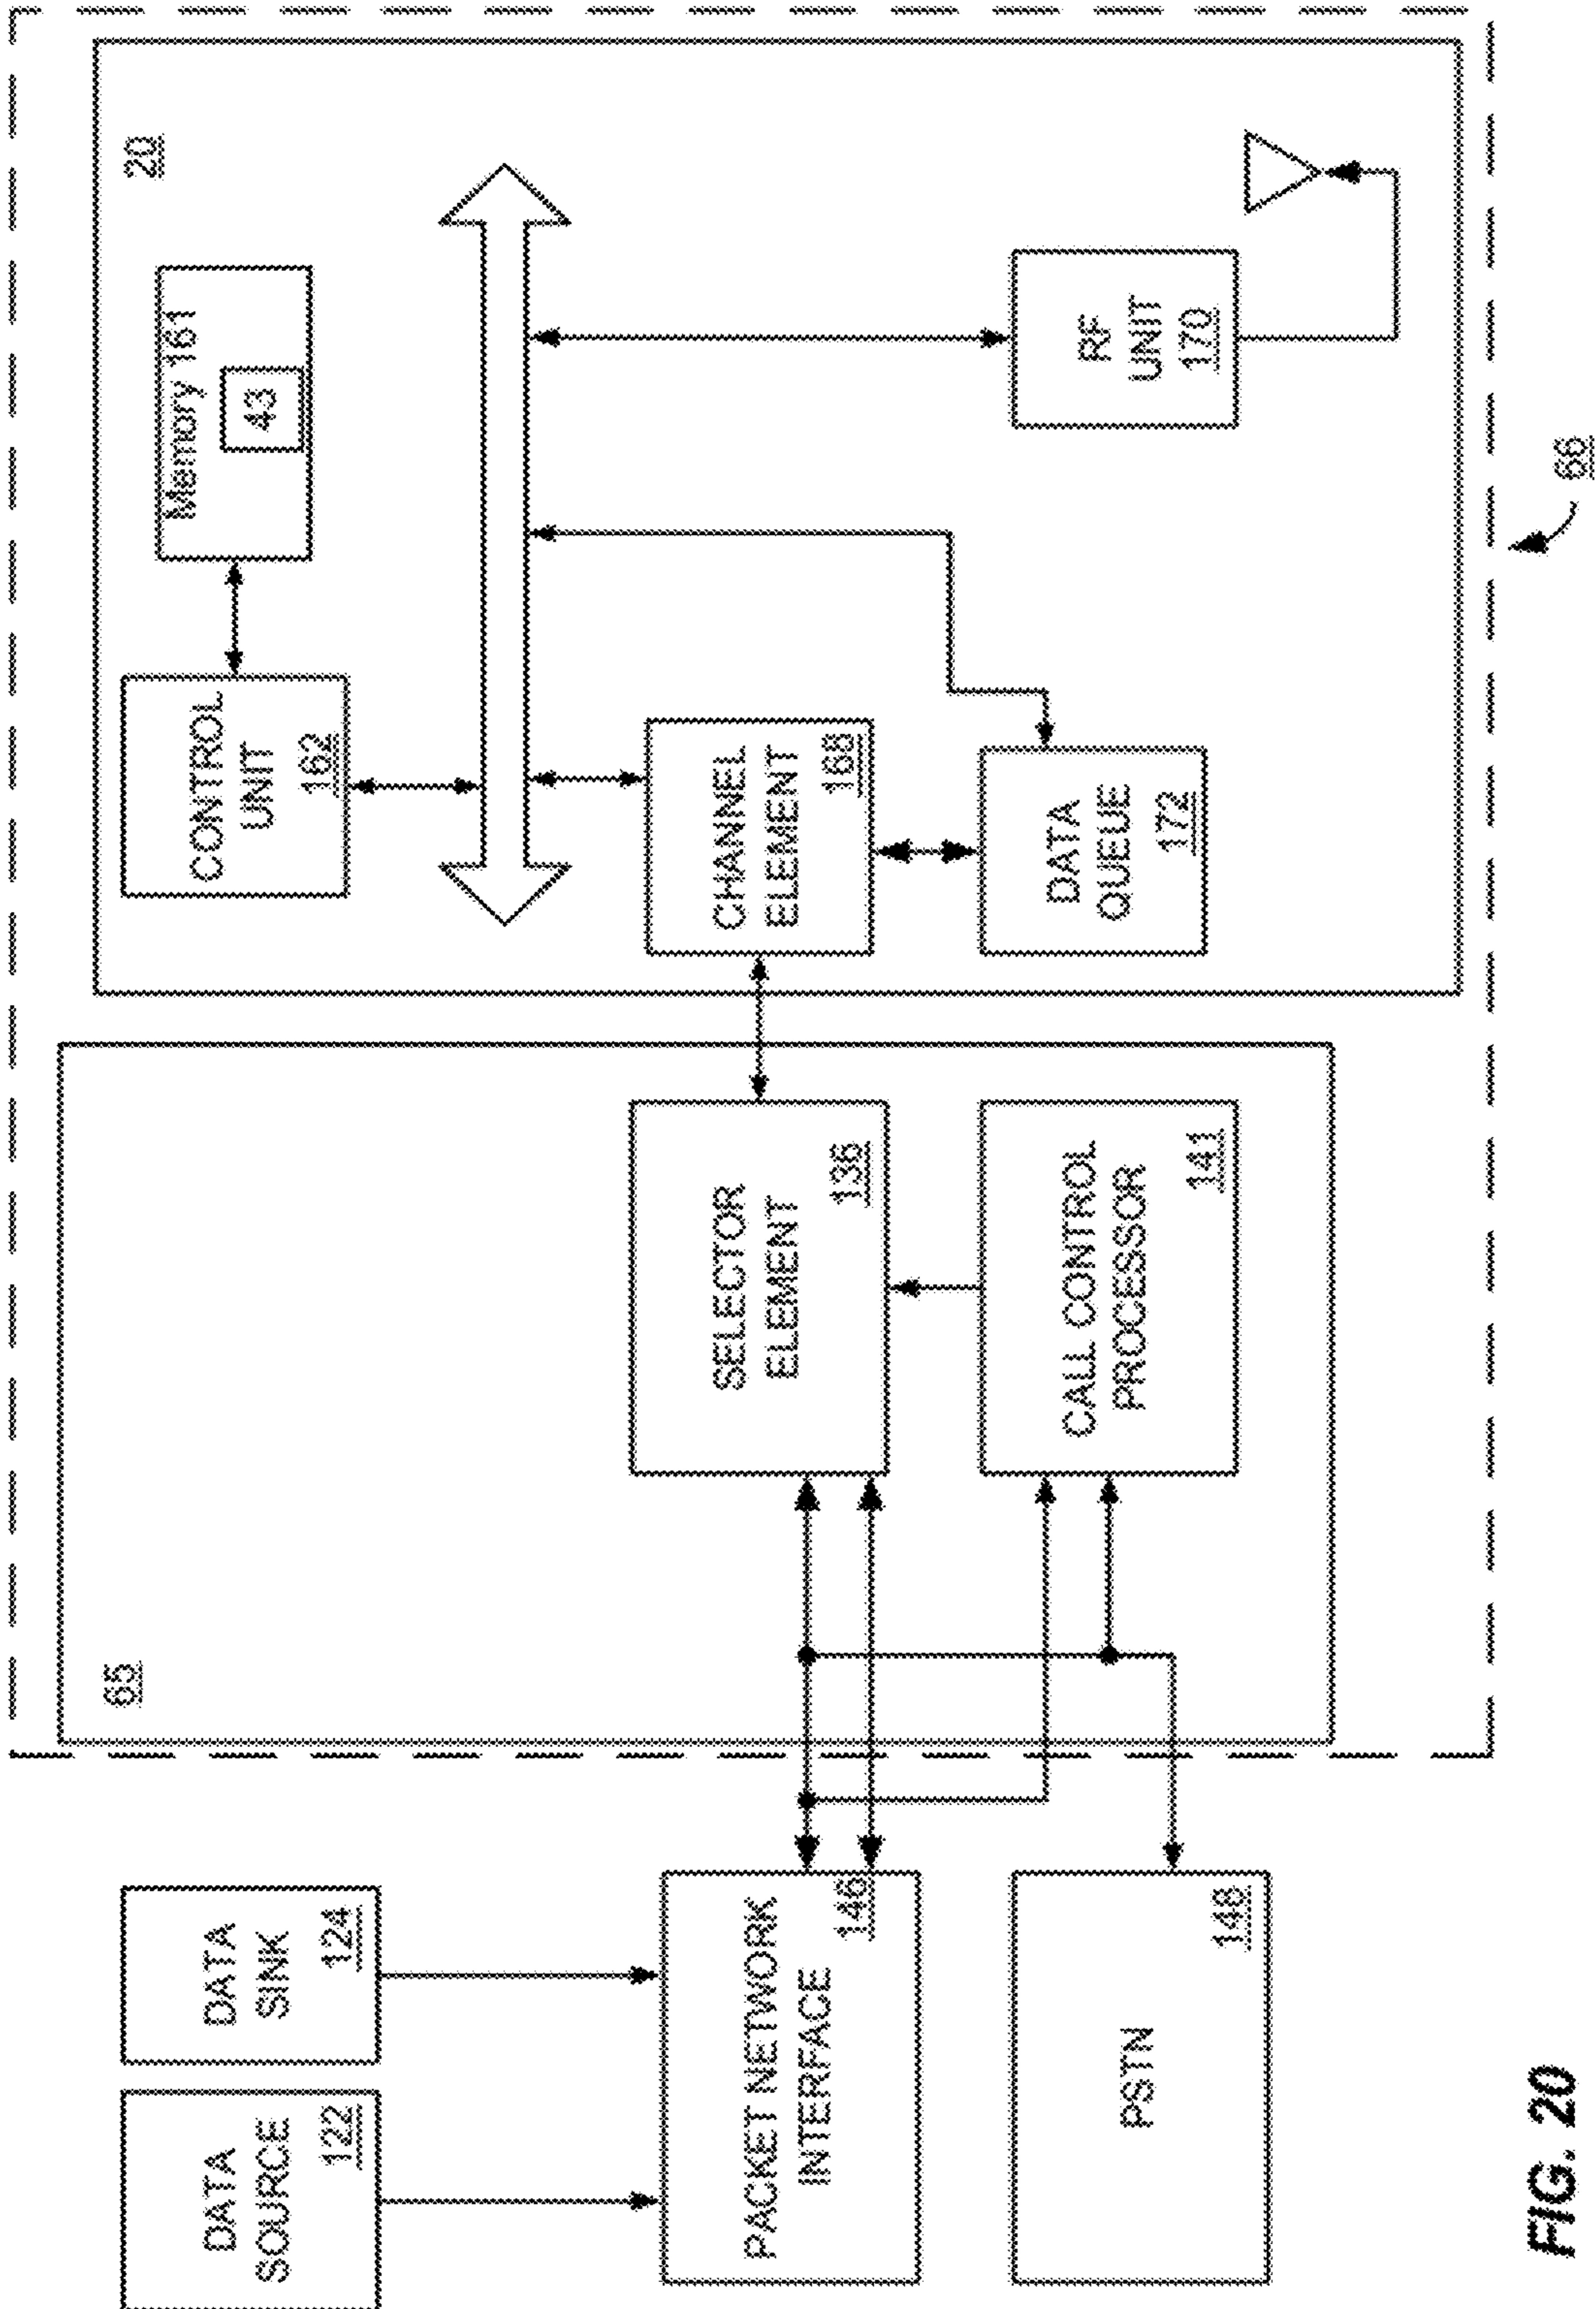 DATA
SOURCE
122
DATA
SINK
124
PACKET NETWORK
INTERFACE
146
PSTN
148
65
SELECTOR
ELEMENT
136
CALL CONTROL
PROCESSOR
141
20
CONTROL
UNIT
162
Memory 161
43
CHANNEL
ELEMENT
168
DATA
QUEUE
172
RF
UNIT
170
66
FIG. 20